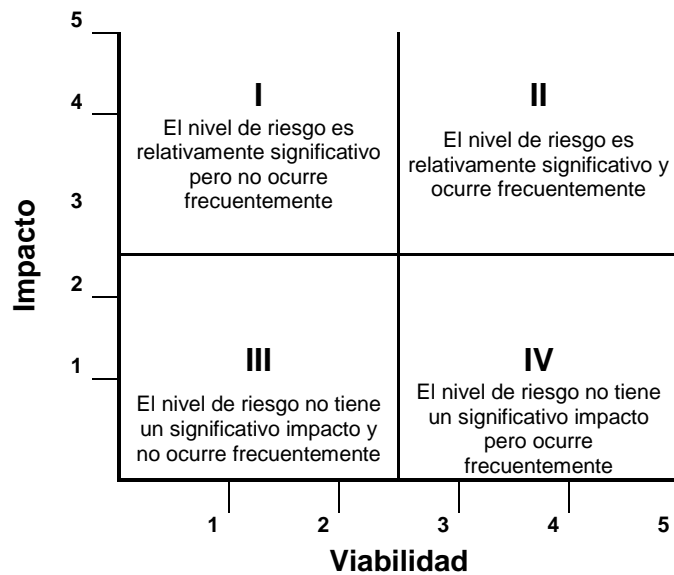 5
4
3
2
1
Impacto
I
El nivel de riesgo es
relativamente significativo
pero no ocurre
frecuentemente
II
El nivel de riesgo es
relativamente significativo y
ocurre frecuentemente
III
El nivel de riesgo no tiene
un significativo impacto y
no ocurre frecuentemente
IV
El nivel de riesgo no tiene
un significativo impacto
pero ocurre
frecuentemente
1 2 3 4 5
Viabilidad